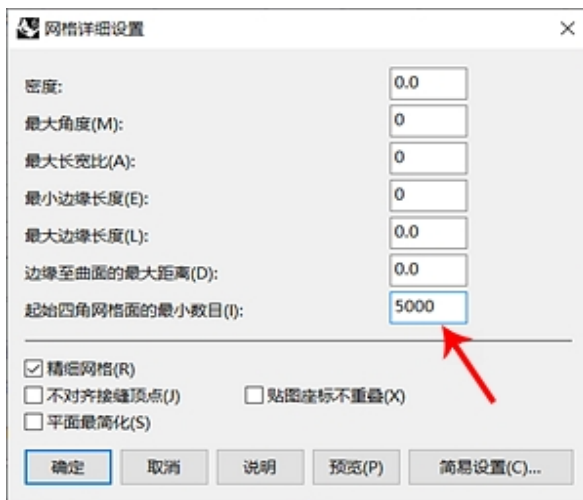 网格详细设置
密度: 0.0
最大角度(M): 0
最大长宽比(A): 0
最小边缘长度(E): 0
最大边缘长度(L): 0.0
边缘至曲面的最大距离(D): 0.0
起始四角网格面的最小数目(I): 5000
精细网格(R)
不对齐接缝顶点(J) 贴图座标不重叠(X)
平面最简化(S)
确定 取消 说明 预览(P) 简易设置(C)...